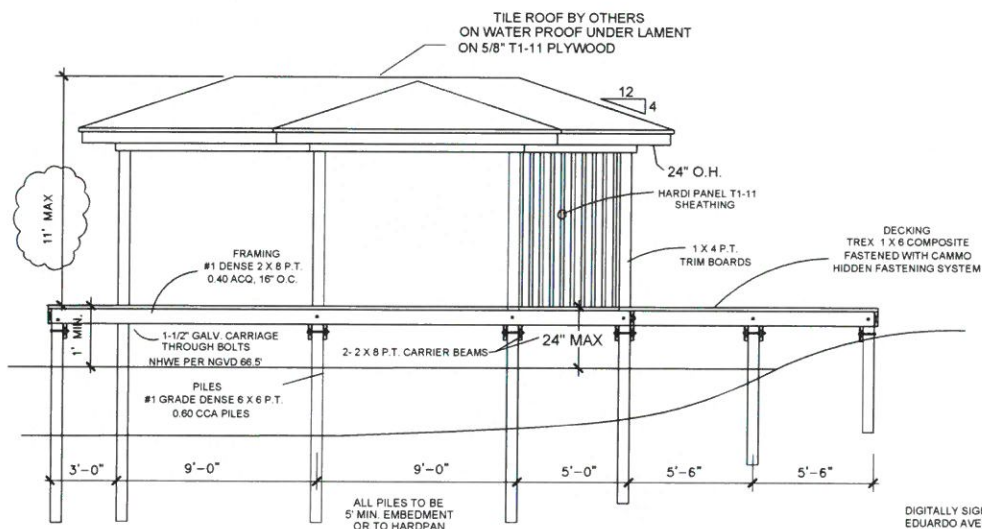 TILE ROOF BY OTHERS
ON WATER PROOF UNDER LAMENT
ON 5/8" T1-11 PLYWOOD
12
4
24" O.H.
HARDI PANEL T1-11
SHEATHING
11' MAX
DECKING
TREX 1 X 6 COMPOSITE
FASTENED WITH CAMMO
HIDDEN FASTENING SYSTEM
1 X 4 P.T.
TRIM BOARDS
FRAMING
#1 DENSE 2 X 8 P.T.
0.40 ACQ, 16" O.C.
1' MIN.
1-1/2" GALV. CARRIAGE
THROUGH BOLTS
NHWE PER NGVD 66.5'
2- 2 X 8 P.T. CARRIER BEAMS
24" MAX
PILES
#1 GRADE DENSE 6 X 6 P.T.
0.60 CCA PILES
3'-0"
9'-0"
9'-0"
5'-0"
5'-6"
5'-6"
ALL PILES TO BE
5' MIN. EMBEDMENT
OR TO HARDPAN
DIGITALLY SIG
EDUARDO AVE